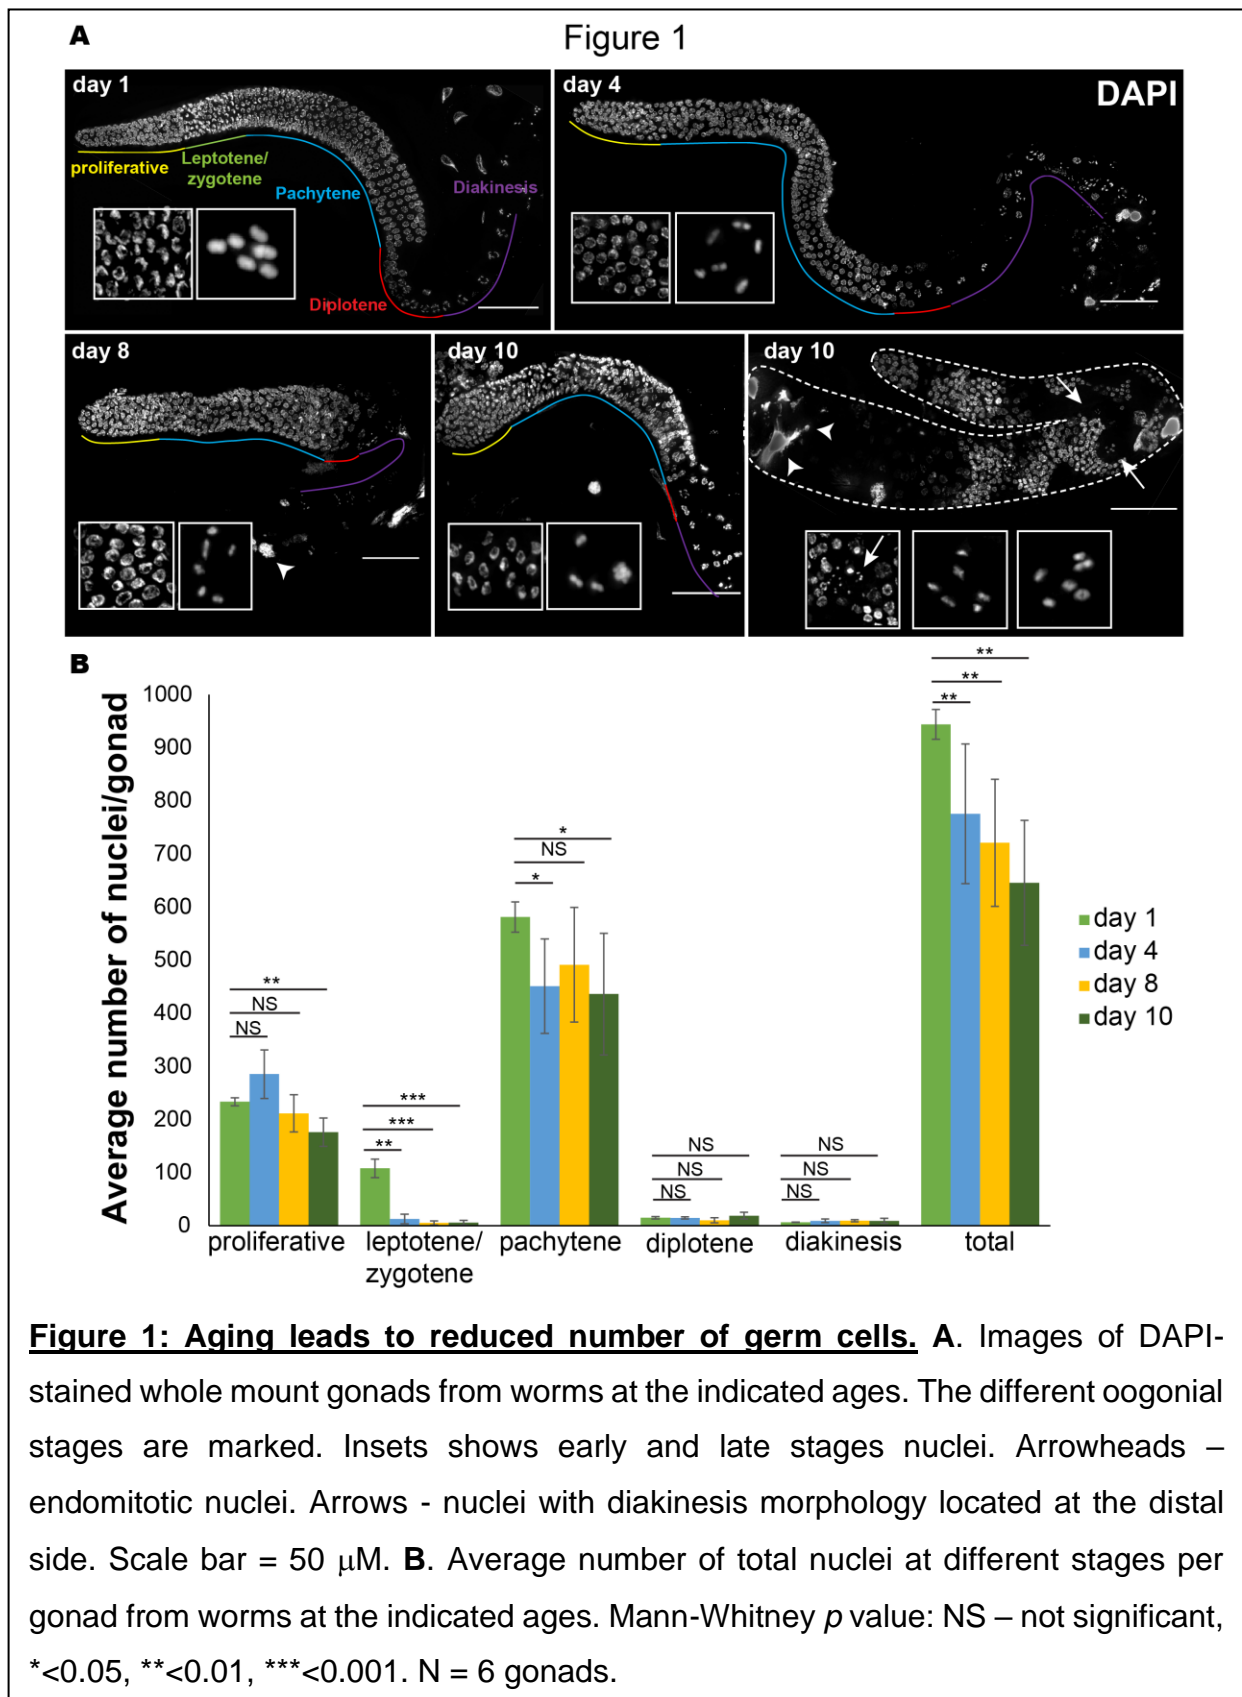 A
Figure 1
day 1
day 4
DAPI
proliferative
Leptotene/
zygotene
Pachytene
Diakinesis
Diplotene
day 8
day 10
day 10
B
Average number of nuclei/gonad
1000
900
800
700
600
500
400
300
200
100
0
**
NS
NS
***
***
**
*
NS
*
NS
NS
NS
NS
NS
NS
**
**
**
proliferative
leptotene/
zygotene
pachytene
diplotene
diakinesis
total
day 1
day 4
day 8
day 10
Figure 1: Aging leads to reduced number of germ cells. A. Images of DAPI-
stained whole mount gonads from worms at the indicated ages. The different oogonial
stages are marked. Insets shows early and late stages nuclei. Arrowheads –
endomitotic nuclei. Arrows - nuclei with diakinesis morphology located at the distal
side. Scale bar = 50 μM. B. Average number of total nuclei at different stages per
gonad from worms at the indicated ages. Mann-Whitney p value: NS – not significant,
*<0.05, **<0.01, ***<0.001. N = 6 gonads.